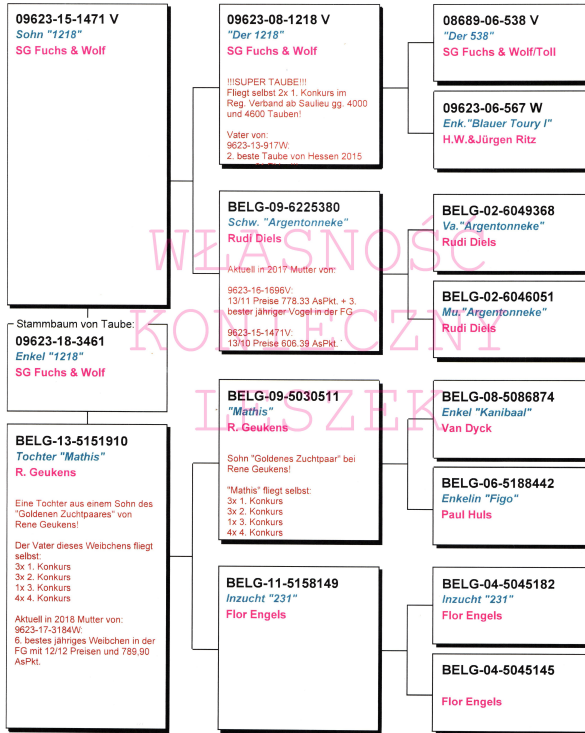 09623-15-1471 V
Sohn "1218"
SG Fuchs & Wolf
Stammbaum von Taube:
09623-18-3461
Enkel "1218"
SG Fuchs & Wolf
BELG-13-5151910
Tochter "Mathis"
R. Geukens
Eine Tochter aus einem Sohn des
"Goldenen Zuchtpaares" von
Rene Geukens!
Der Vater dieses Weibchens fliegt
selbst:
3x 1. Konkurs
3x 2. Konkurs
1x 3. Konkurs
4x 4. Konkurs
Aktuell in 2018 Mutter von:
9623-17-3184W:
6. bestes jähriges Weibchen in der
FG mit 12/12 Preisen und 789,90
AsPkt.
09623-08-1218 V
"Der 1218"
SG Fuchs & Wolf
!!!SUPER TAUBE!!!
Fliegt selbst 2x 1. Konkurs im
Reg. Verband ab Saulieu gg. 4000
und 4600 Tauben!
Vater von:
9623-13-917W:
2. beste Taube von Hessen 2015
BELG-09-6225380
Schw. "Argentonneke"
Rudi Diels
Aktuell in 2017 Mutter von:
9623-16-1696V:
13/11 Preise 778.33 AsPkt. + 3.
bester jähriger Vogel in der FG
9623-15-1471V:
13/10 Preise 606.39 AsPkt.
BELG-09-5030511
"Mathis"
R. Geukens
Sohn "Goldenes Zuchtpaar" bei
Rene Geukens!
"Mathis" fliegt selbst:
3x 1. Konkurs
3x 2. Konkurs
1x 3. Konkurs
4x 4. Konkurs
BELG-11-5158149
Inzucht "231"
Flor Engels
08689-06-538 V
"Der 538"
SG Fuchs & Wolf/Toll
09623-06-567 W
Enk."Blauer Toury I"
H.W.&Jürgen Ritz
BELG-02-6049368
Va."Argentonneke"
Rudi Diels
BELG-02-6046051
Mu."Argentonneke"
Rudi Diels
BELG-08-5086874
Enkel "Kanibaal"
Van Dyck
BELG-06-5188442
Enkelin "Figo"
Paul Huls
BELG-04-5045182
Inzucht "231"
Flor Engels
BELG-04-5045145
Flor Engels
WŁASNOŚĆ
KONIECZNY
LESZEK